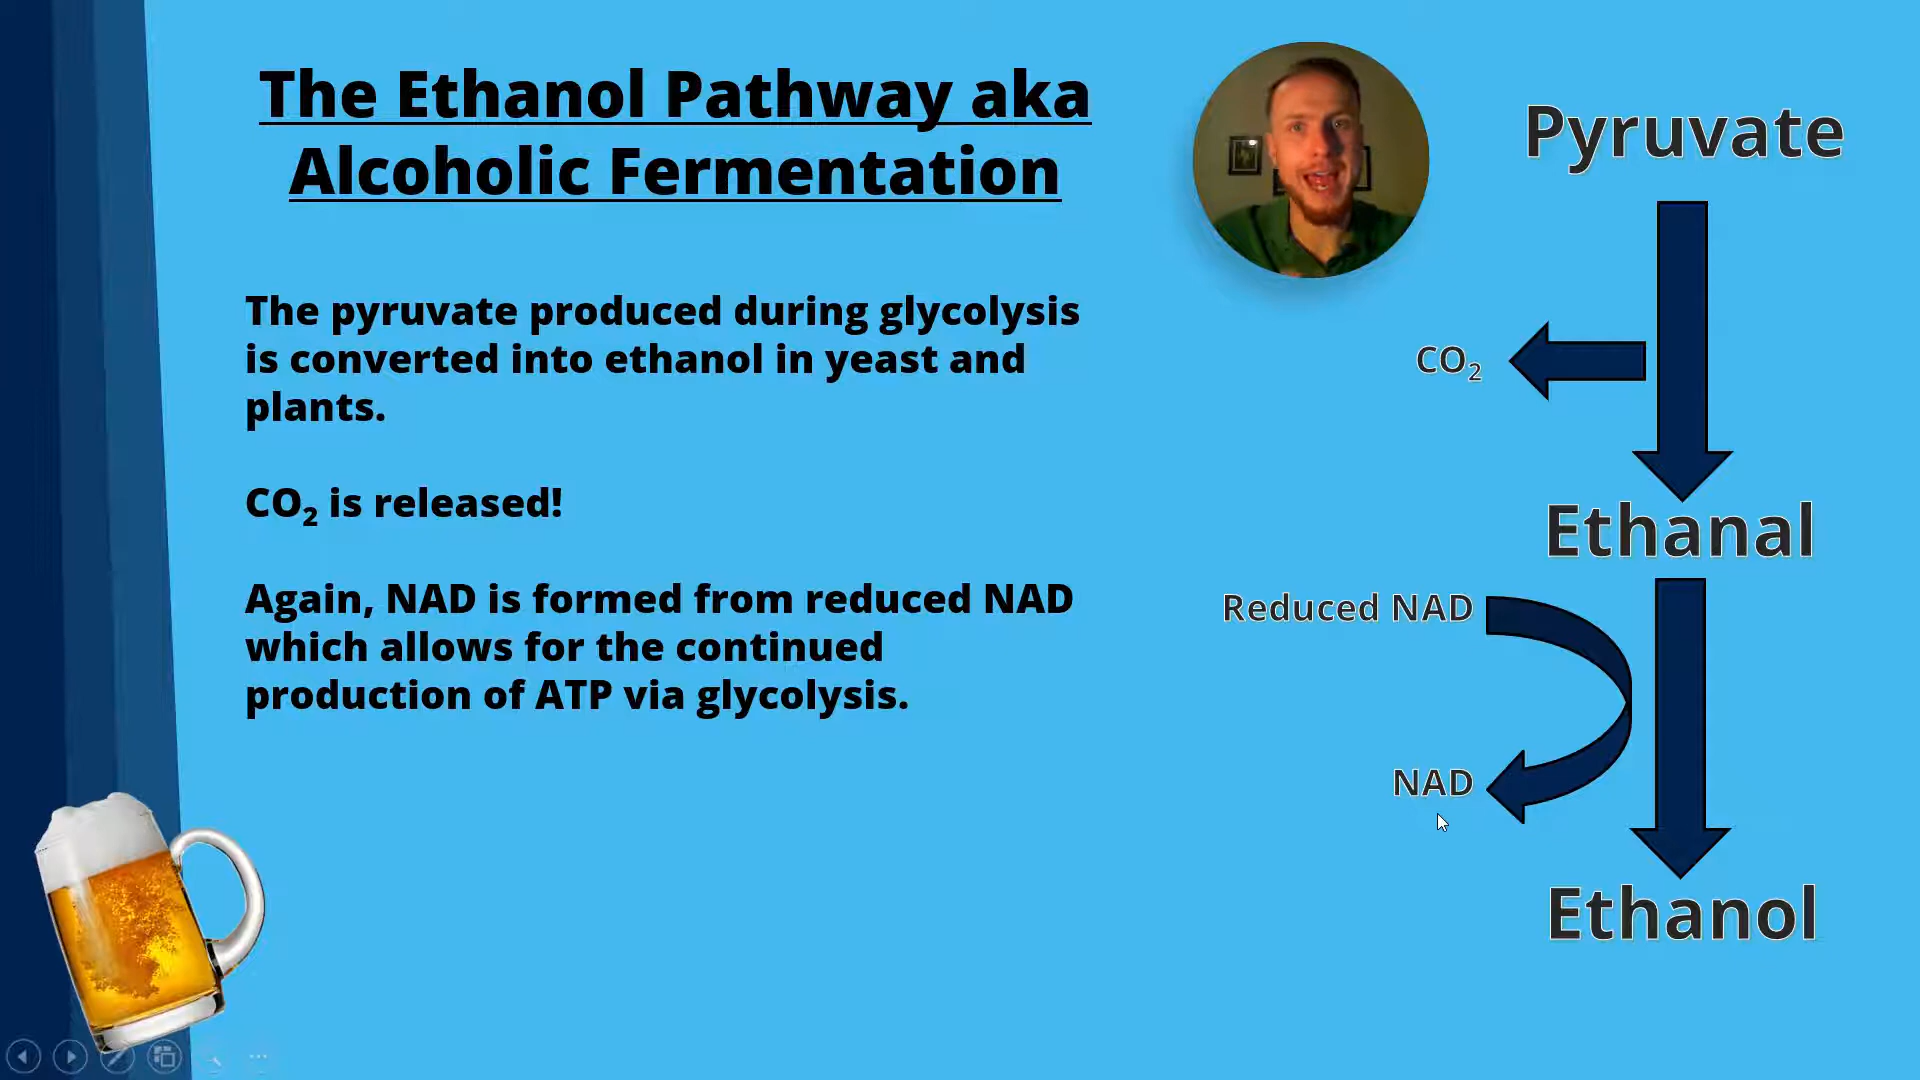 The Ethanol Pathway aka
Alcoholic Fermentation
The pyruvate produced during glycolysis
is converted into ethanol in yeast and
plants.
CO₂ is released!
Again, NAD is formed from reduced NAD
which allows for the continued
production of ATP via glycolysis.
Pyruvate
CO₂
Ethanal
Reduced NAD
NAD
Ethanol